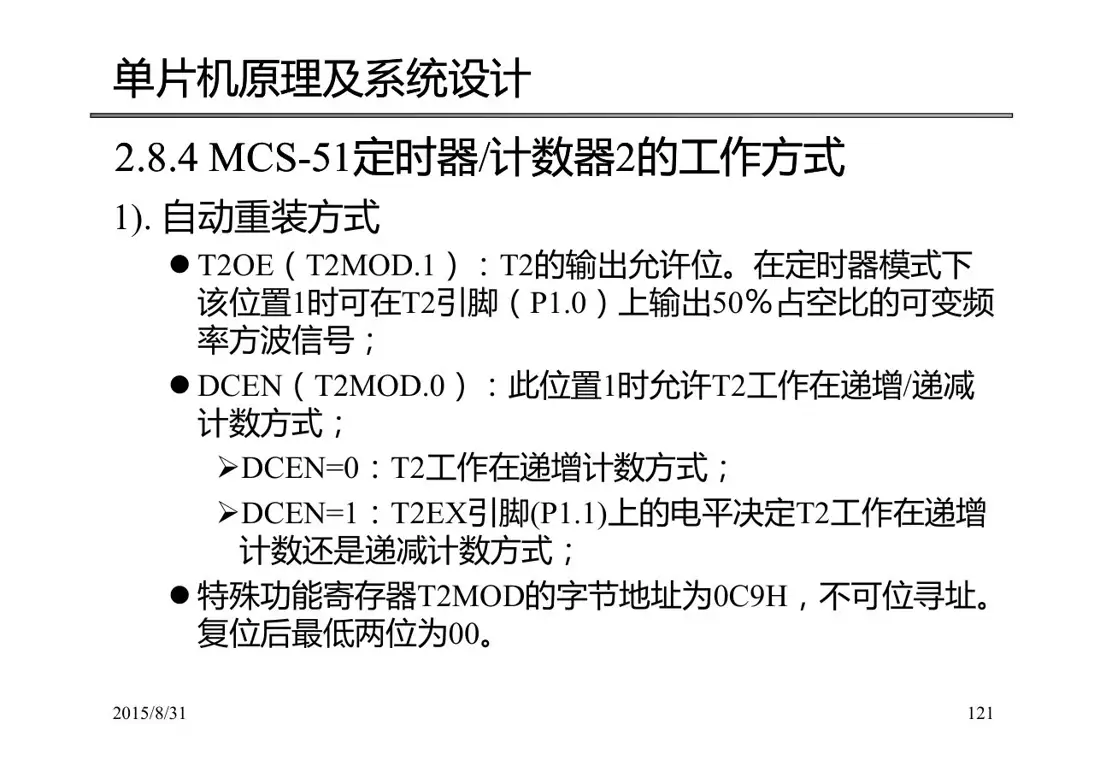 单片机原理及系统设计
2.8.4 MCS-51定时器/计数器2的工作方式
1). 自动重装方式
●T2OE（T2MOD.1）：T2的输出允许位。在定时器模式下
该位置1时可在T2引脚（P1.0）上输出50％占空比的可变频
率方波信号；
●DCEN（T2MOD.0）：此位置1时允许T2工作在递增/递减
计数方式；
➢DCEN=0：T2工作在递增计数方式；
➢DCEN=1：T2EX引脚(P1.1)上的电平决定T2工作在递增
计数还是递减计数方式；
●特殊功能寄存器T2MOD的字节地址为0C9H，不可位寻址。
复位后最低两位为00。
2015/8/31
121